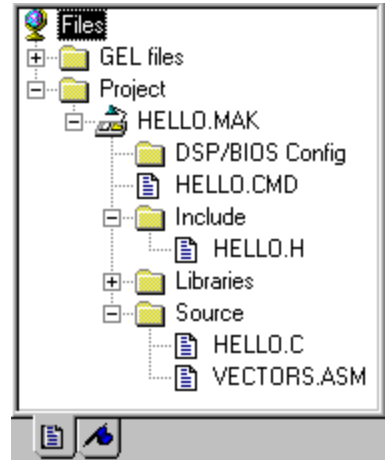 Files
GEL files
Project
HELLO.MAK
DSP/BIOS Config
HELLO.CMD
Include
HELLO.H
Libraries
Source
HELLO.C
VECTORS.ASM